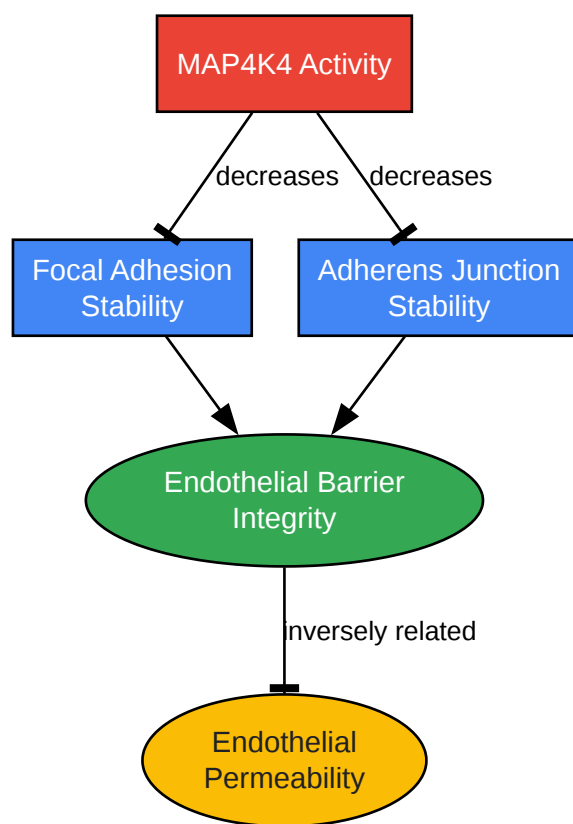 MAP4K4 Activity
decreases
decreases
Focal Adhesion
Stability
Adherens Junction
Stability
Endothelial Barrier
Integrity
inversely related
Endothelial
Permeability